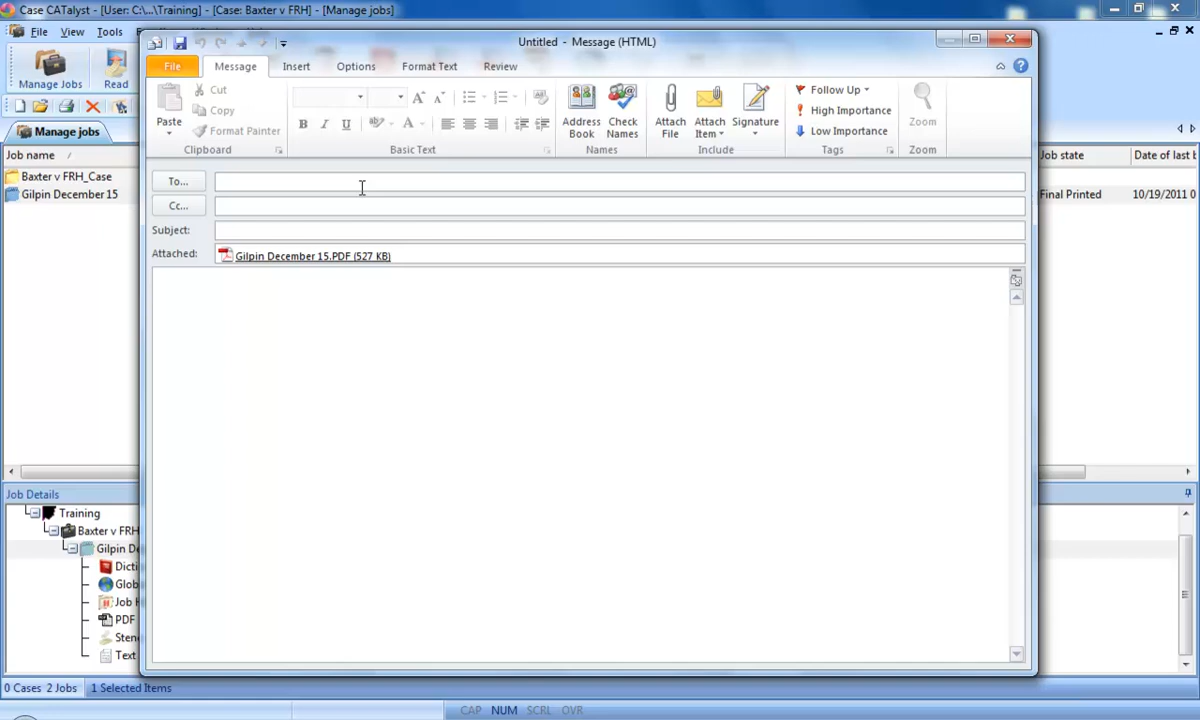 Case CATalyst - [User: C:\...\Training] - [Case: Baxter v FRH] - [Manage jobs]
File View Tools
Manage Jobs Read
Manage jobs
Job name
Baxter v FRH_Case
Gilpin December 15
Untitled - Message (HTML)
File Message Insert Options Format Text Review
Paste
Cut
Copy
Format Painter
Clipboard
B I U
Basic Text
Address Book
Check Names
Names
Attach File
Attach Item
Signature
Include
Follow Up
High Importance
Low Importance
Tags
Zoom
Zoom
To...
Cc...
Subject:
Attached: Gilpin December 15.PDF (527 KB)
Job state Date of last
Final Printed 10/19/2011 0
Job Details
Training
Baxter v FRH
Gilpin De
Dicti
Glob
Job H
PDF
Sten
Text
0 Cases 2 Jobs 1 Selected Items
CAP NUM SCRL OVR